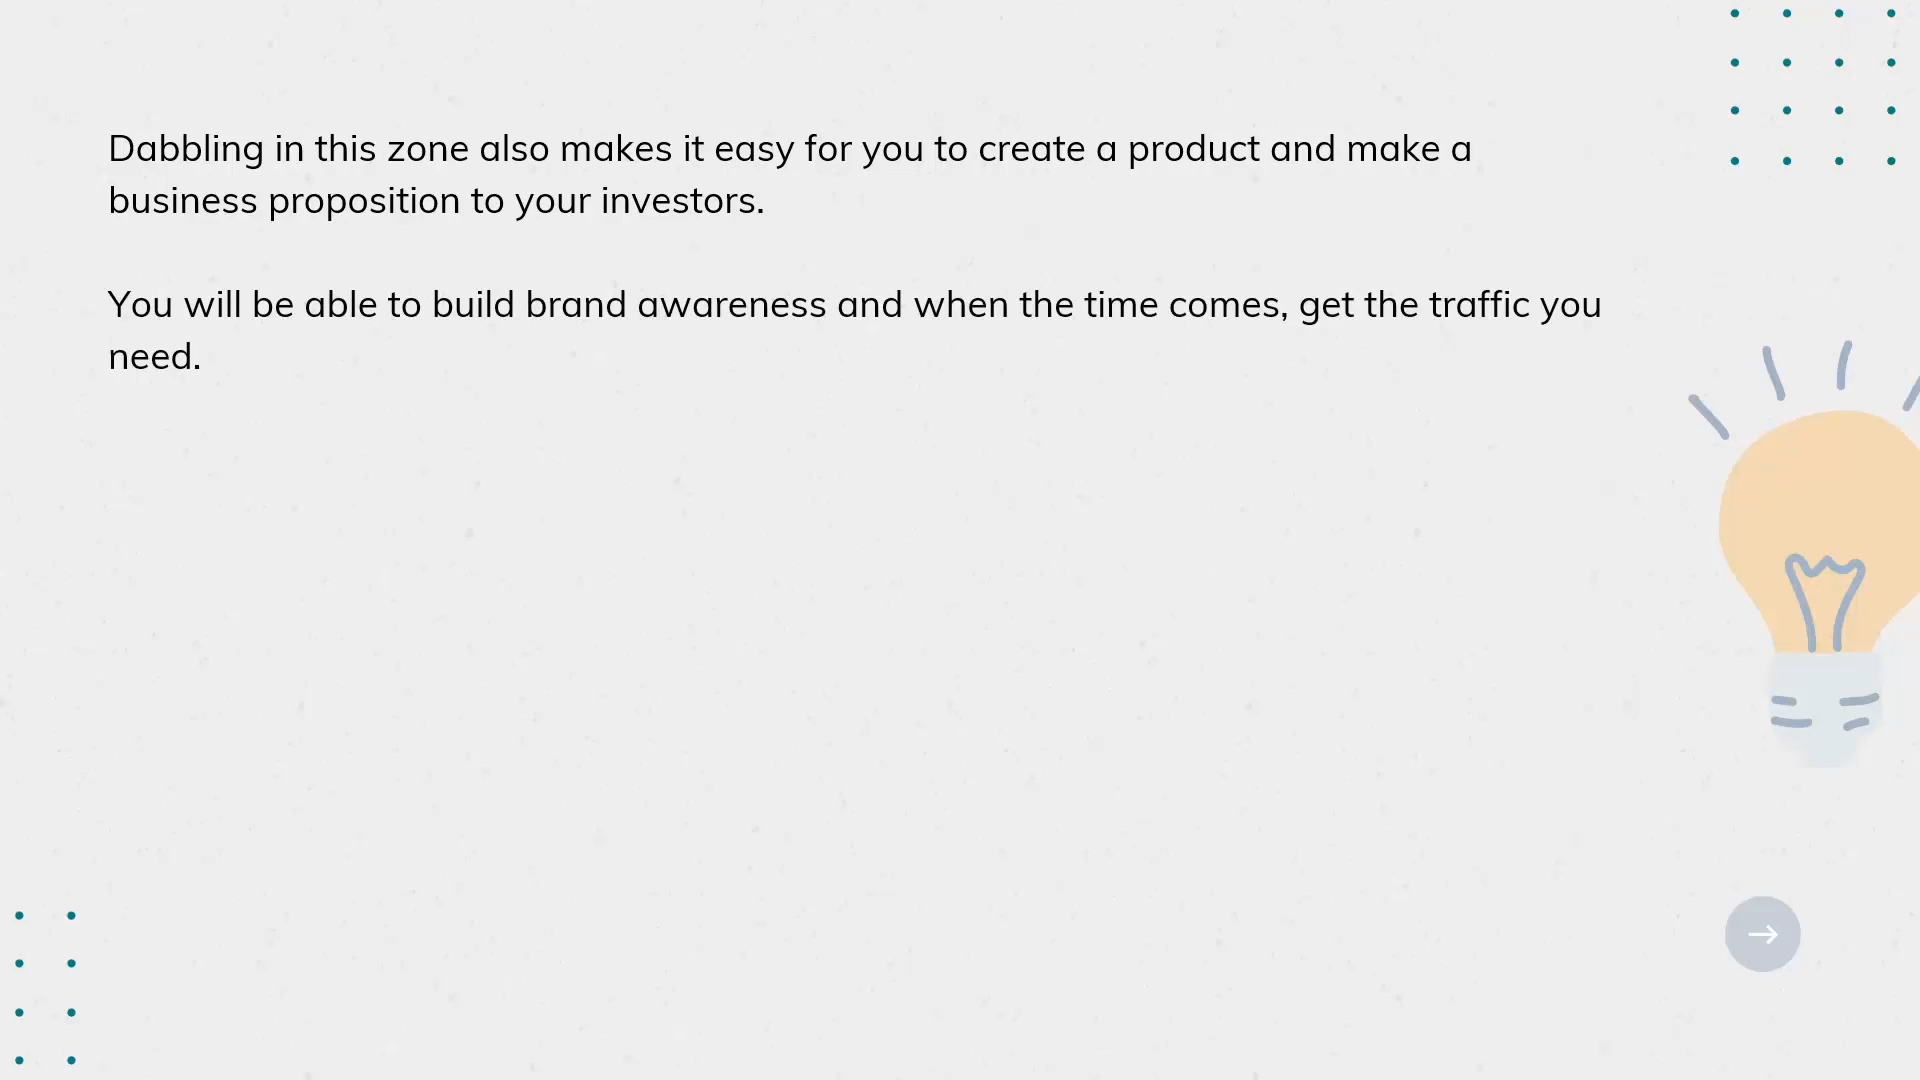 Dabbling in this zone also makes it easy for you to create a product and make a
business proposition to your investors.
You will be able to build brand awareness and when the time comes, get the traffic you
need.